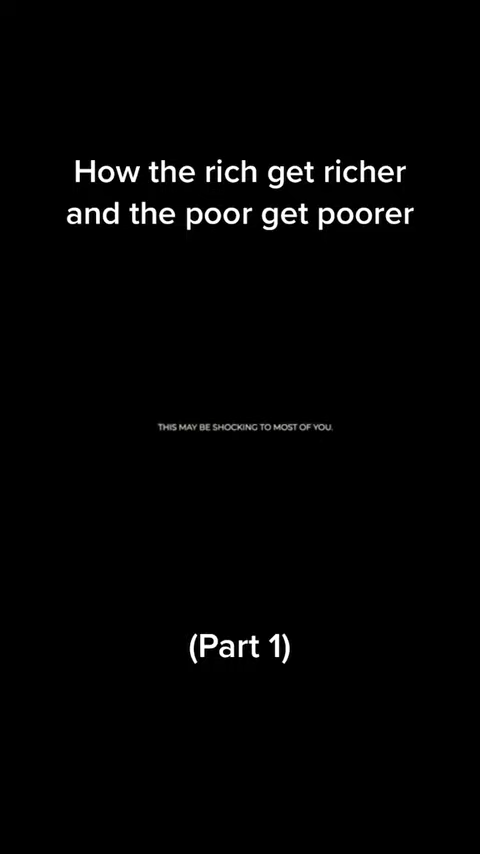 How the rich get richer
and the poor get poorer
THIS MAY BE SHOCKING TO MOST OF YOU.
(Part 1)